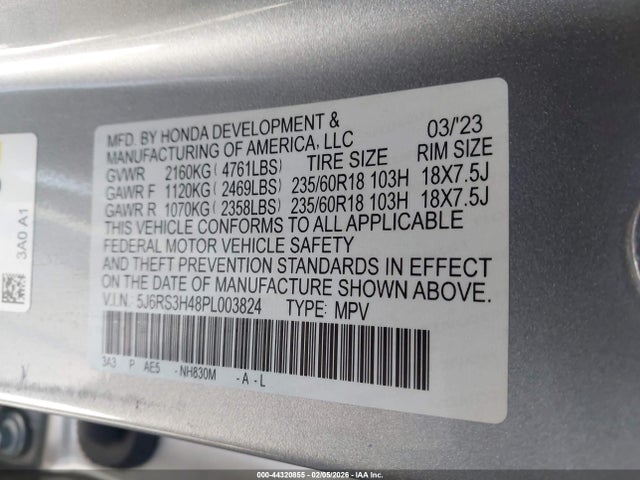 MFD. BY HONDA DEVELOPMENT & 03/'23
MANUFACTURING OF AMERICA, LLC
GVWR 2160KG( 4761LBS) TIRE SIZE RIM SIZE
GAWR F 1120KG( 2469LBS) 235/60R18 103H 18X7.5J
GAWR R 1070KG( 2358LBS) 235/60R18 103H 18X7.5J
THIS VEHICLE CONFORMS TO ALL APPLICABLE
FEDERAL MOTOR VEHICLE SAFETY
AND THEFT PREVENTION STANDARDS IN EFFECT
ON THE DATE OF MANUFACTURE SHOWN ABOVE.
V.I.N.: 5J6RS3H48PL003824 TYPE: MPV
3A3 P AE5 -NH830M -A-L
3A0 A1
000-44320855 - 02/05/2026 - IAA Inc.